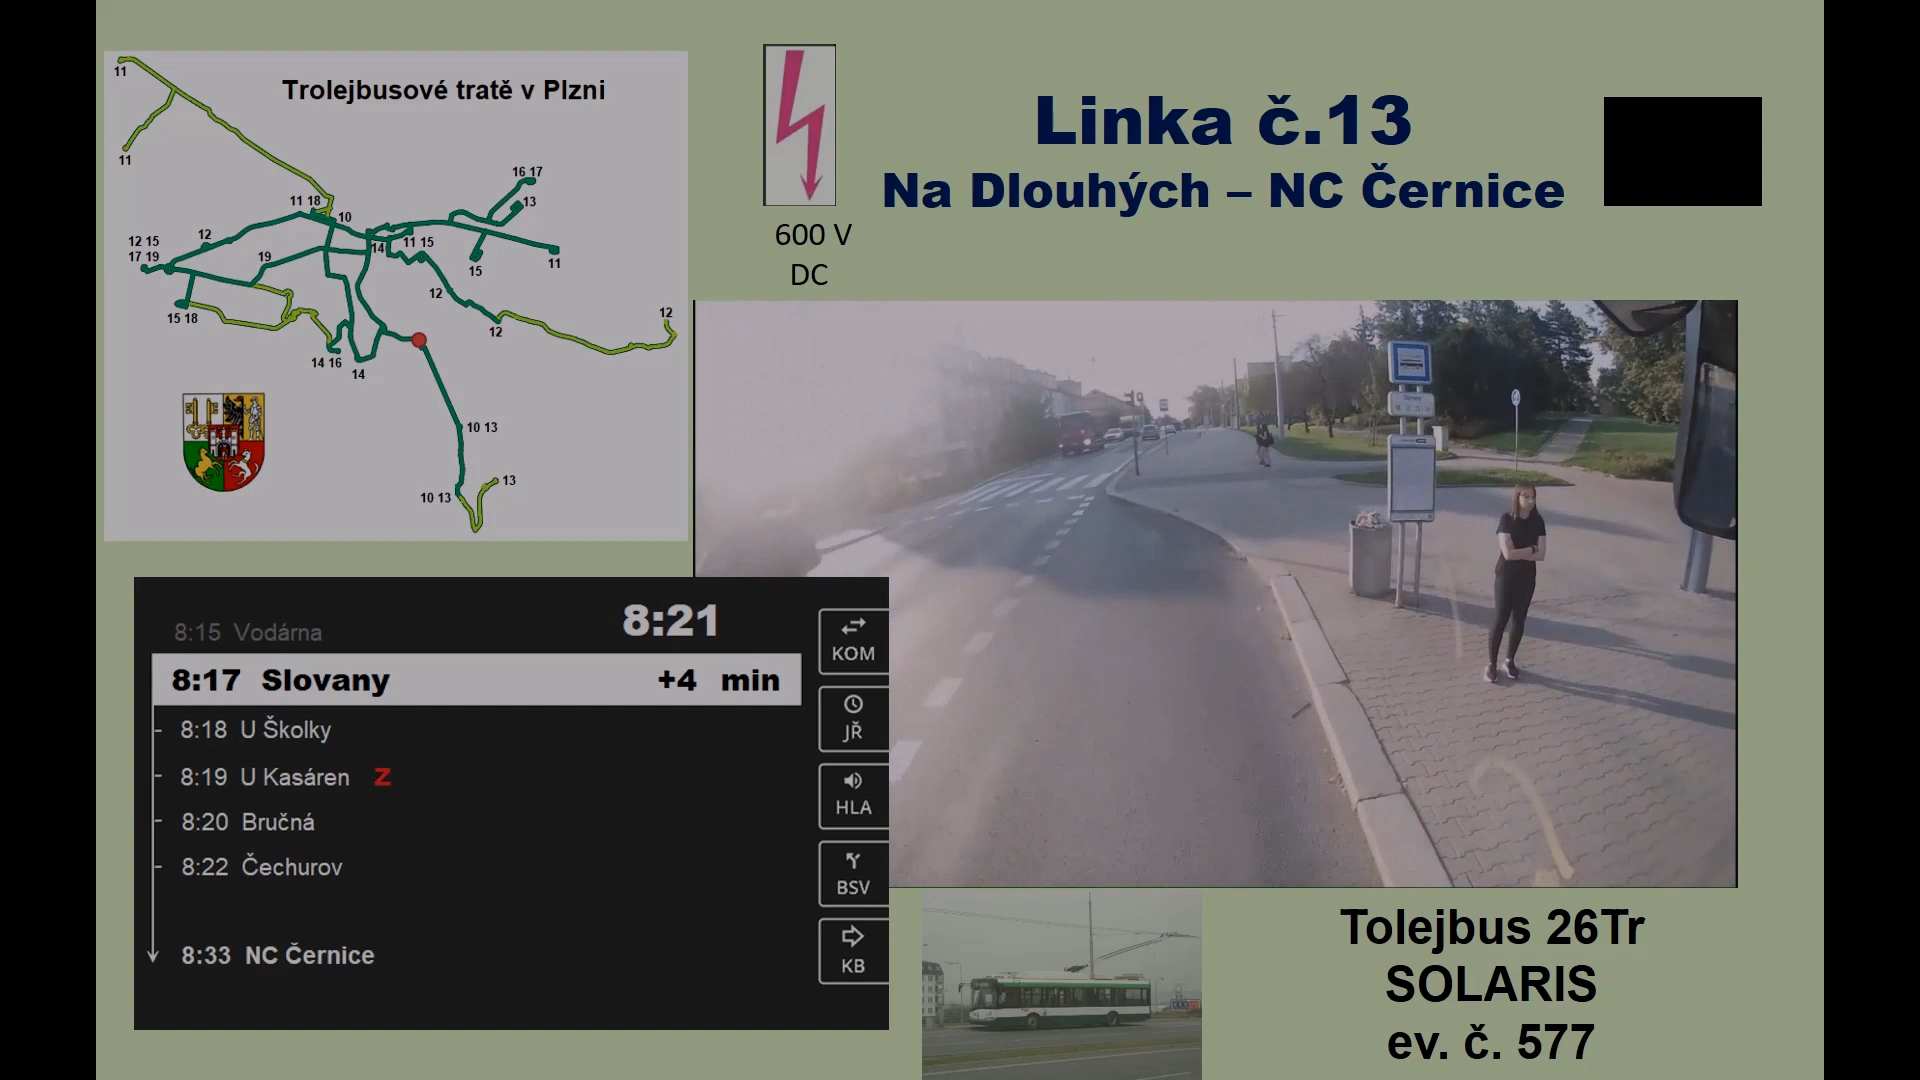 Trolejbusové tratě v Plzni
11
11
16 17
13
11 18
10
12
12 15
17 19
19
14
11 15
15
11
12
12
12
15 18
14 16
14
10 13
10 13
13
600 V
DC
Linka č.13
Na Dlouhých – NC Černice
8:15 Vodárna
8:21
8:17 Slovany +4 min
8:18 U Školky
8:19 U Kasáren Z
8:20 Bručná
8:22 Čechurov
8:33 NC Černice
KOM
JŘ
HLA
BSV
KB
Tolejbus 26Tr
SOLARIS
ev. č. 577